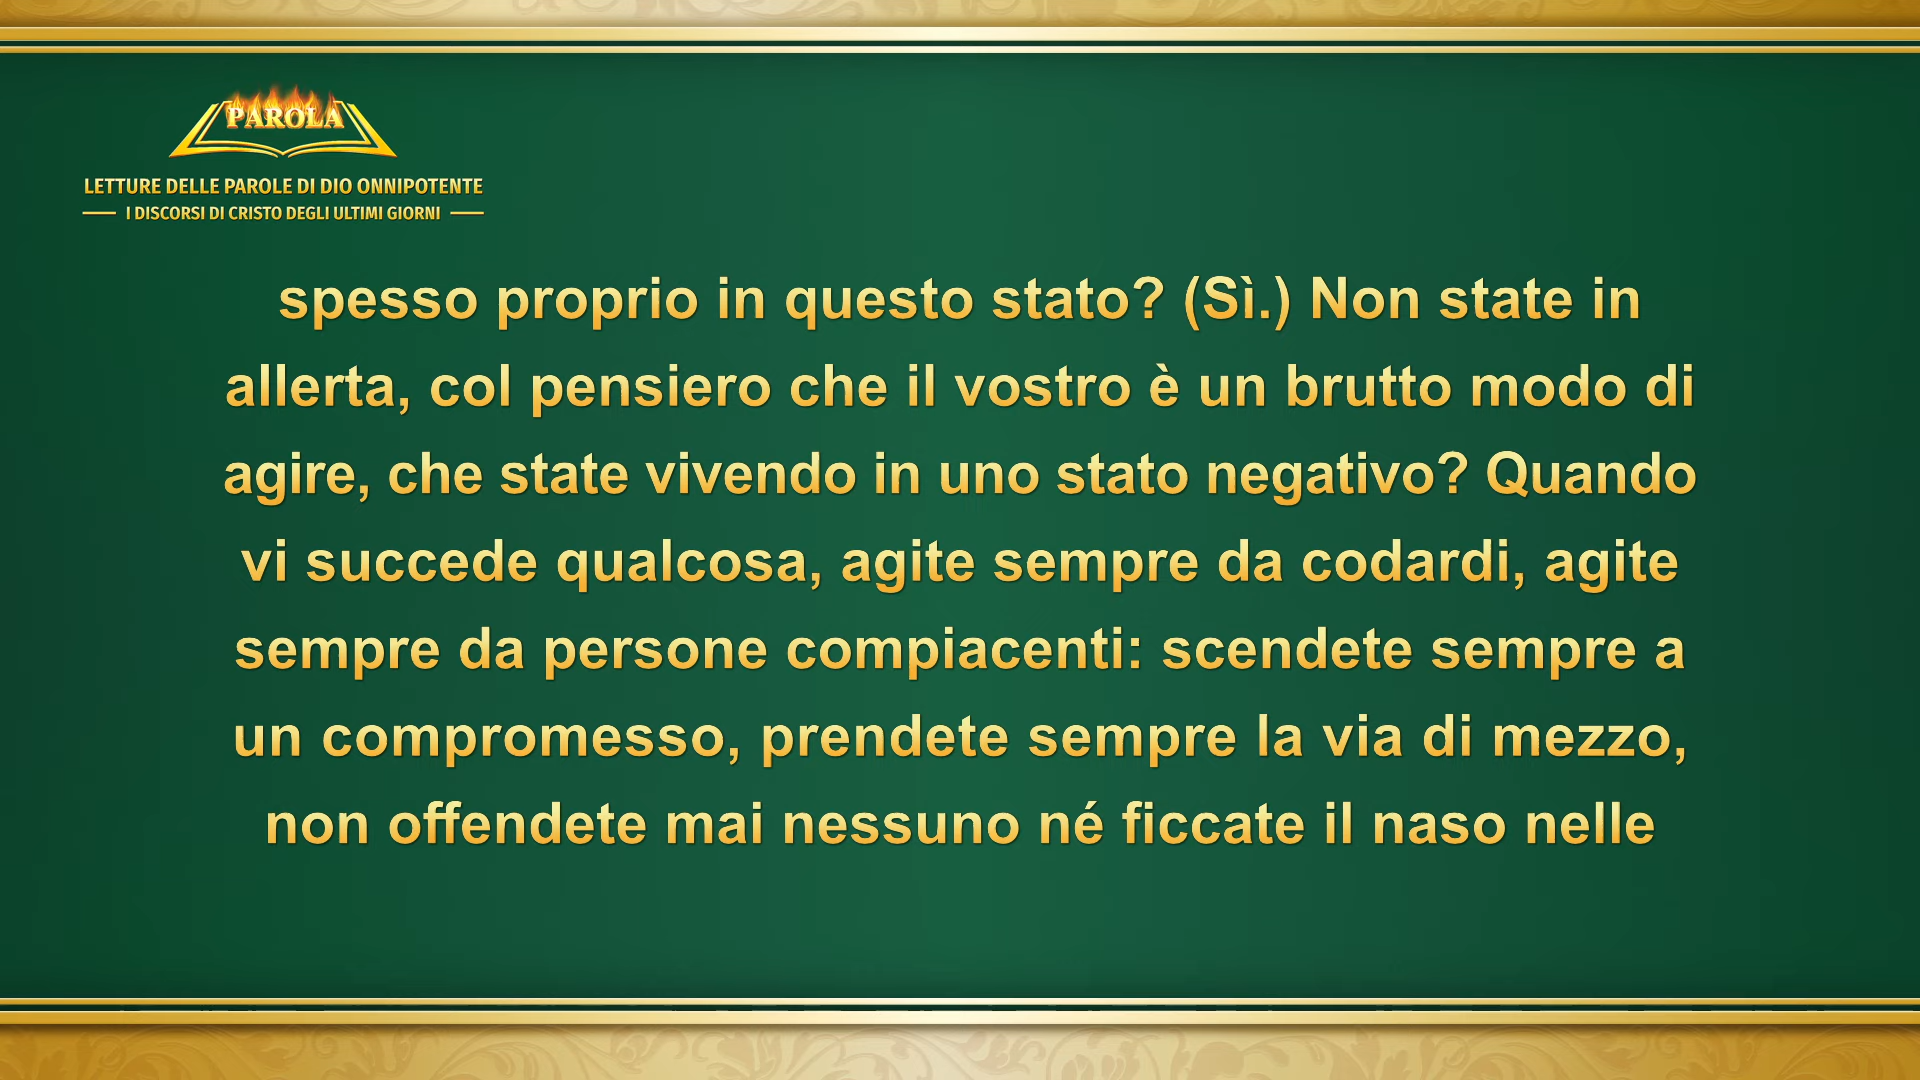 PAROLA
LETTURE DELLE PAROLE DI DIO ONNIPOTENTE
I DISCORSI DI CRISTO DEGLI ULTIMI GIORNI
spesso proprio in questo stato? (Sì.) Non state in
allerta, col pensiero che il vostro è un brutto modo di
agire, che state vivendo in uno stato negativo? Quando
vi succede qualcosa, agite sempre da codardi, agite
sempre da persone compiacenti: scendete sempre a
un compromesso, prendete sempre la via di mezzo,
non offendete mai nessuno né ficcate il naso nelle